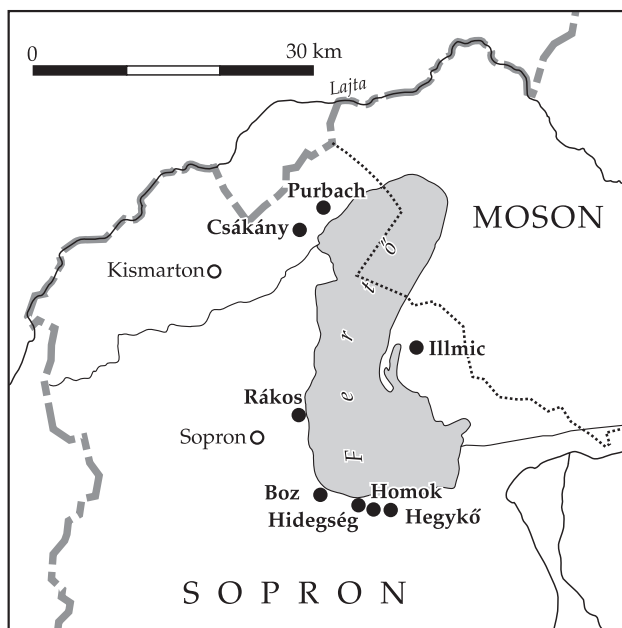 0 30 km
Lajta
Purbach
MOSON
Csákány
Kismarton
Fertő
Illmic
Rákos
Sopron
Boz
Homok
Hidegség
Hegykő
SOPRON